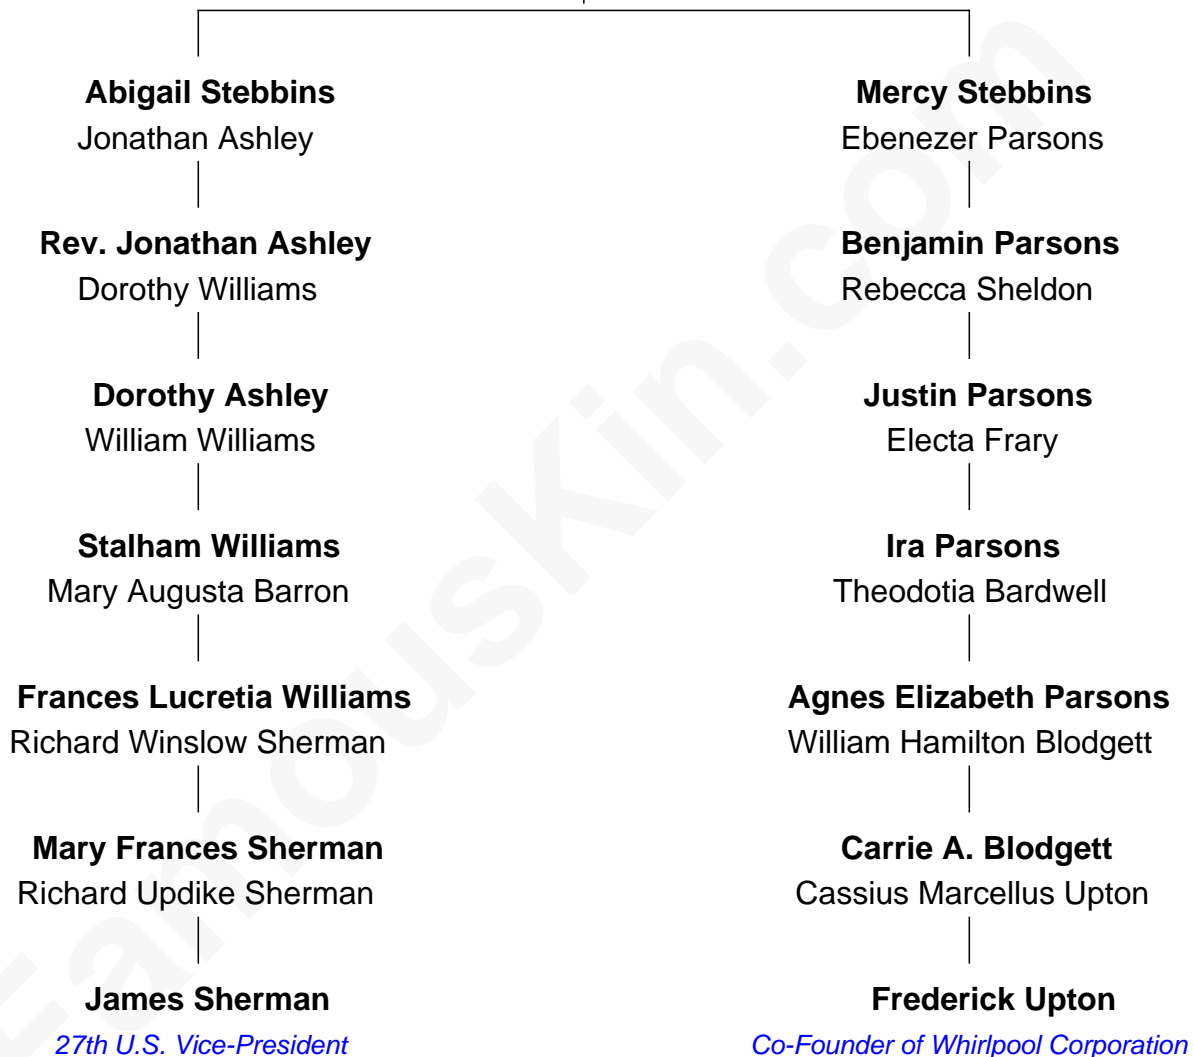 Abigail Stebbins
Jonathan Ashley
Mercy Stebbins
Ebenezer Parsons
Rev. Jonathan Ashley
Dorothy Williams
Benjamin Parsons
Rebecca Sheldon
Dorothy Ashley
William Williams
Justin Parsons
Electa Frary
Stalham Williams
Mary Augusta Barron
Ira Parsons
Theodotia Bardwell
Frances Lucretia Williams
Richard Winslow Sherman
Agnes Elizabeth Parsons
William Hamilton Blodgett
Mary Frances Sherman
Richard Updike Sherman
Carrie A. Blodgett
Cassius Marcellus Upton
James Sherman
27th U.S. Vice-President
Frederick Upton
Co-Founder of Whirlpool Corporation
FamousKin.com